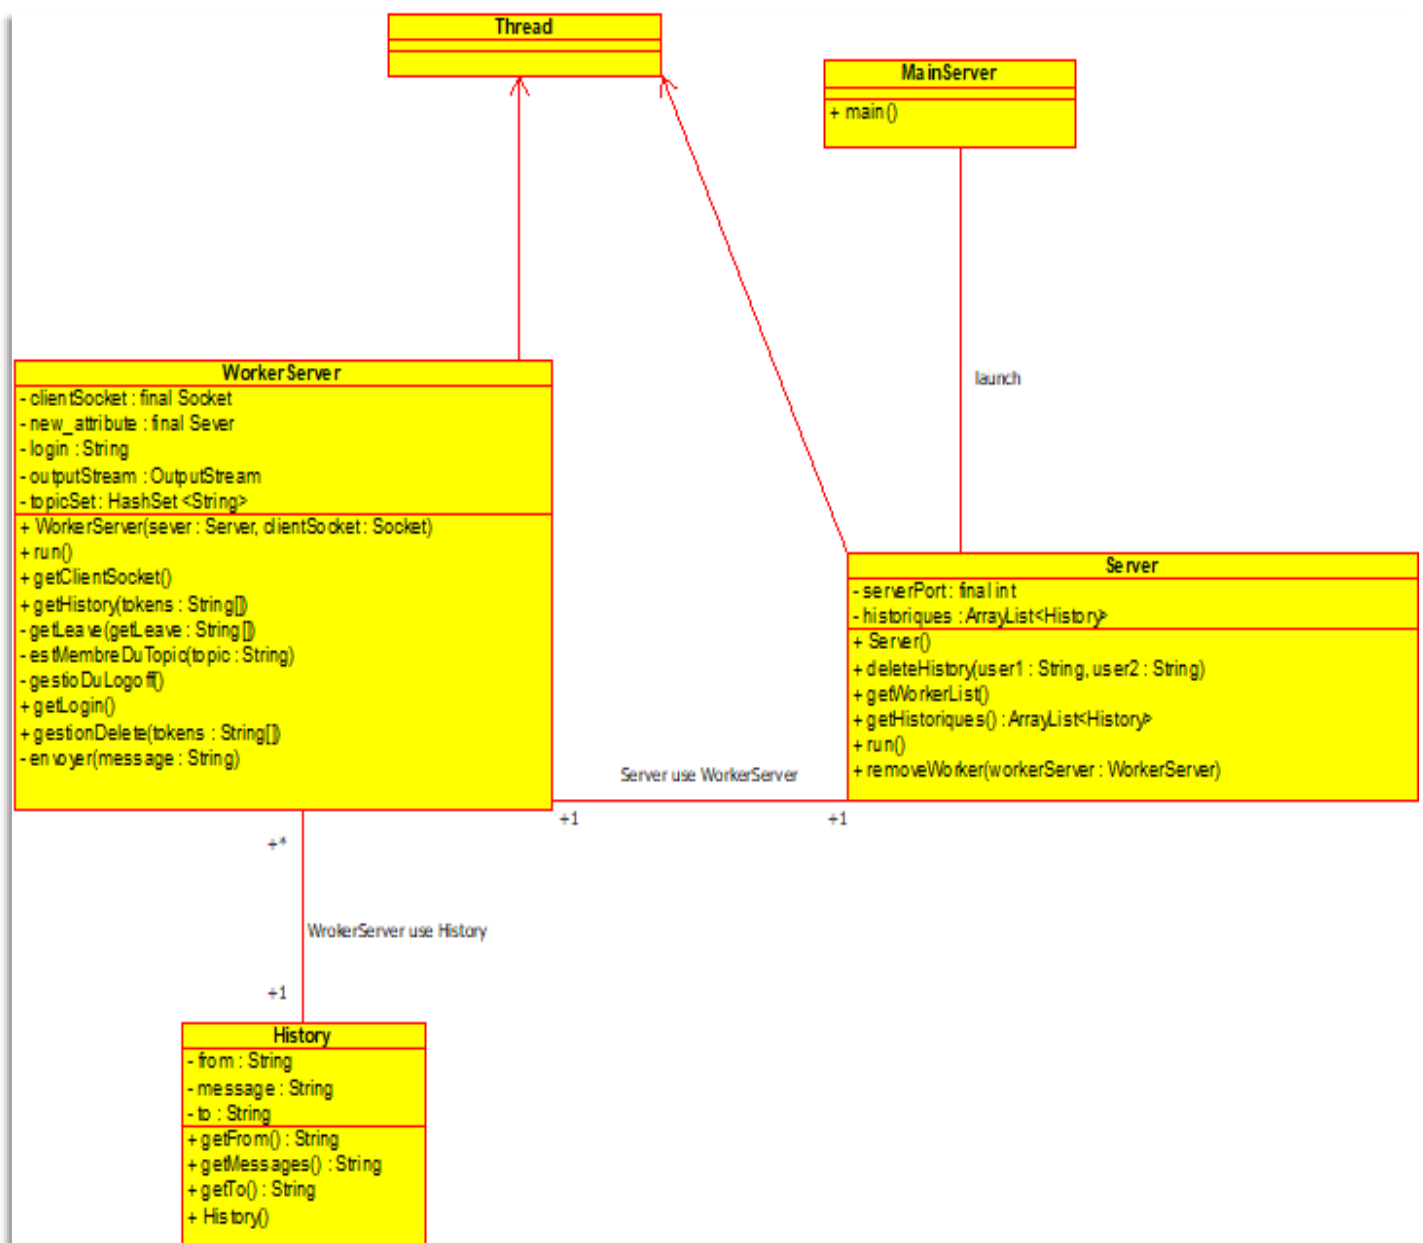 Thread
MainServer
+ main()
launch
WorkerServer
- clientSocket : final Socket
- new_attribute : final Sever
- login : String
- outputStream : OutputStream
- topicSet : HashSet <String>
+ WorkerServer(sever : Server, clientSocket : Socket)
+ run()
+ getClientSocket()
+ getHistory(tokens : String[])
- getLeave(getLeave : String[])
- estMembreDuTopic(topic : String)
- gestioDuLogoff()
+ getLogin()
+ gestionDelete(tokens : String[])
- envoyer(message : String)
Server
- serverPort : final int
- historiques : ArrayList<History>
+ Server()
+ deleteHistory(user1 : String, user2 : String)
+ getWorkerList()
+ getHistoriques() : ArrayList<History>
+ run()
+ removeWorker(workerServer : WorkerServer)
Server use WorkerServer
+1
+1
+*
WrokerServer use History
+1
History
- from : String
- message : String
- to : String
+ getFrom() : String
+ getMessages() : String
+ getTo() : String
+ History()